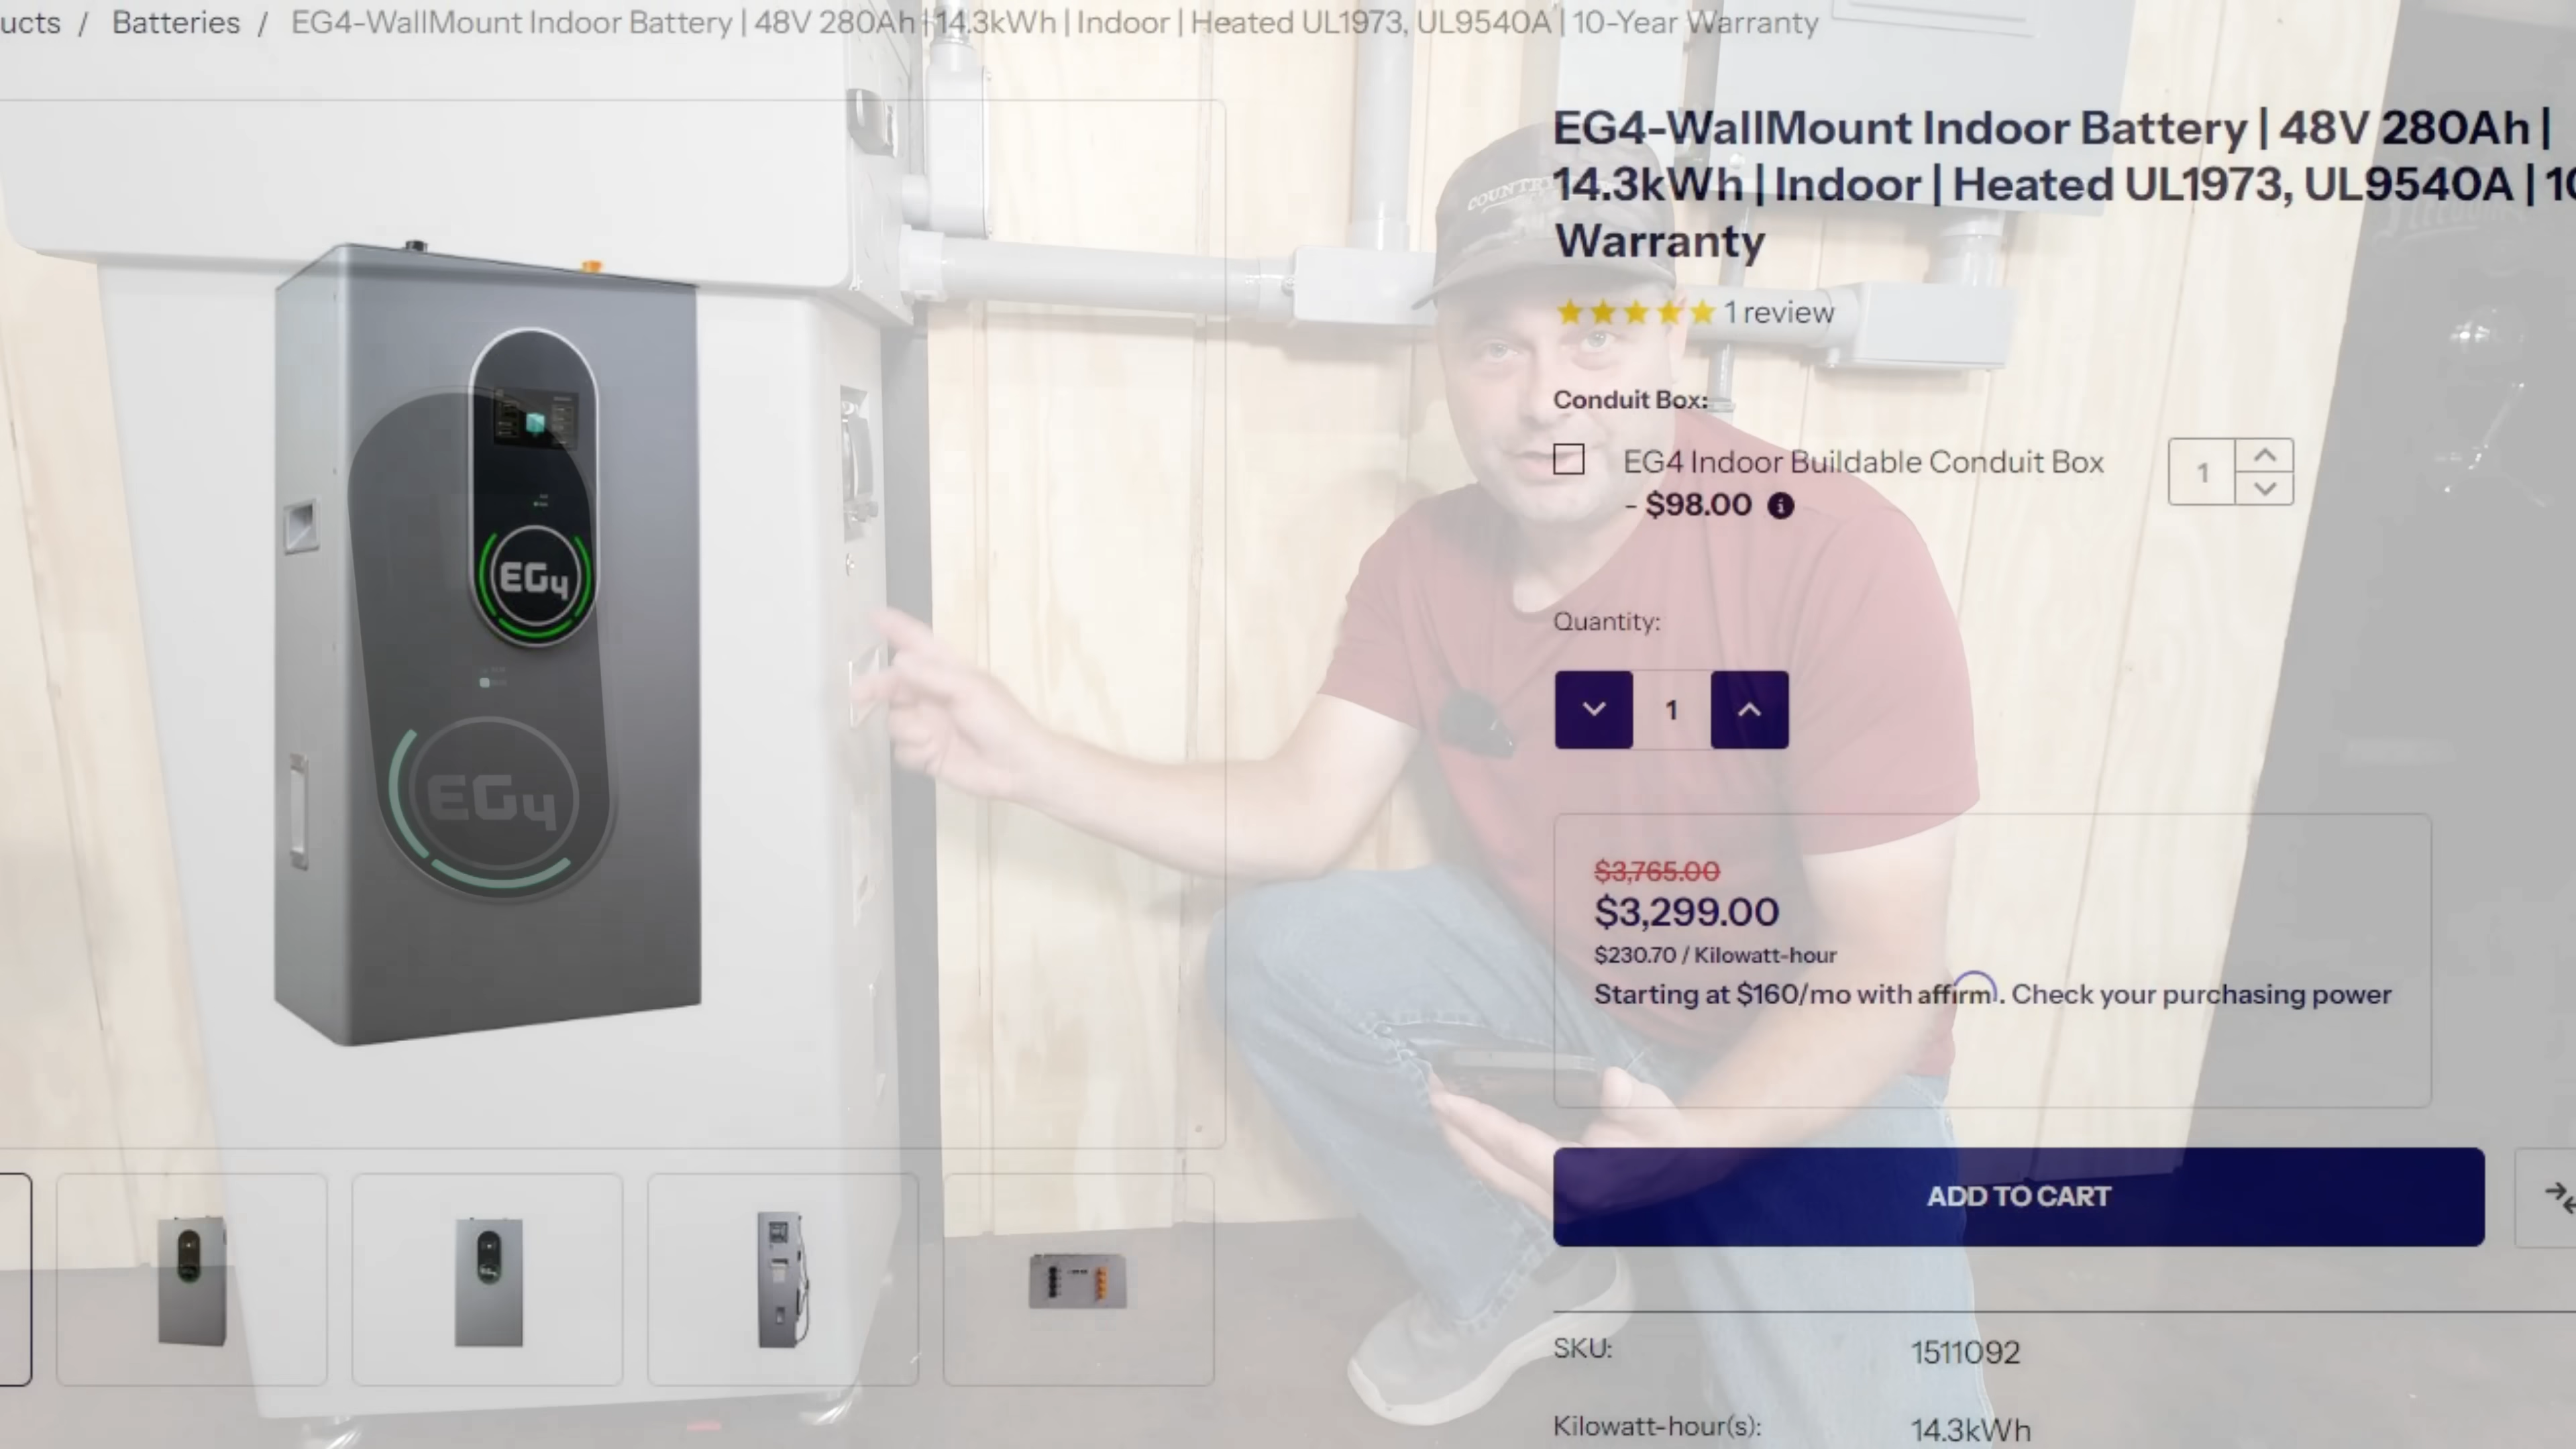 ucts / Batteries / EG4-WallMount Indoor Battery | 48V 280Ah | 14.3kWh | Indoor | Heated UL1973, UL9540A | 10-Year Warranty
EG4-WallMount Indoor Battery | 48V 280Ah |
14.3kWh | Indoor | Heated UL1973, UL9540A | 10
Warranty
COUNTRY
1 review
Conduit Box:
EG4 Indoor Buildable Conduit Box
- $98.00
1
EG4
Quantity:
1
EG4
$3,765.00
$3,299.00
$230.70 / Kilowatt-hour
Starting at $160/mo with affirm. Check your purchasing power
ADD TO CART
SKU: 1511092
Kilowatt-hour(s): 14.3kWh